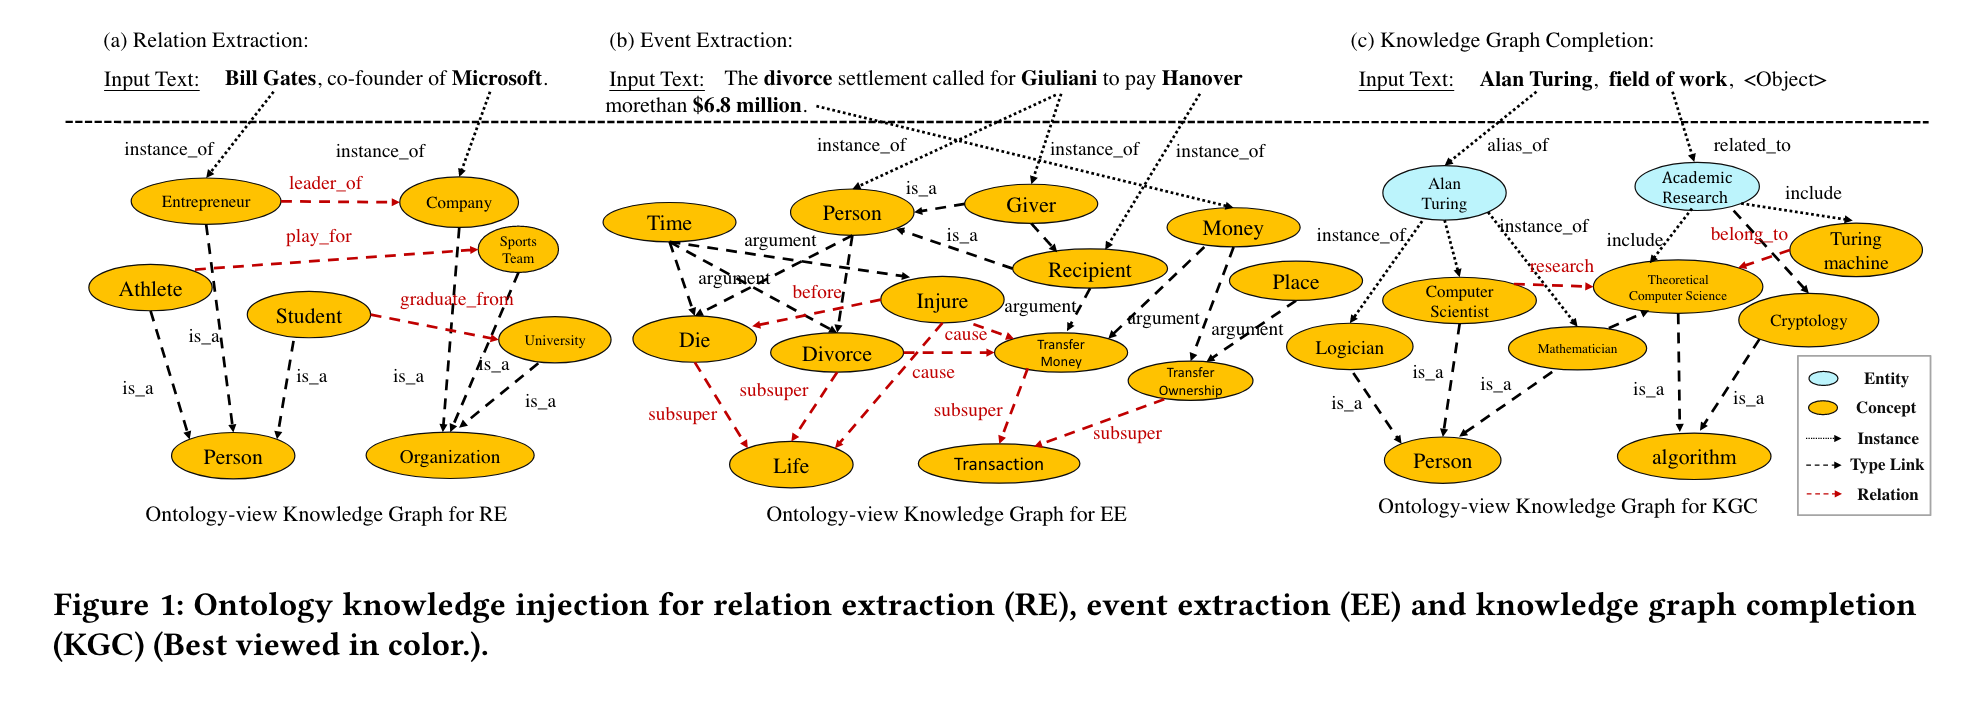 (a) Relation Extraction:
Input Text: Bill Gates, co-founder of Microsoft.
instance_of
instance_of
leader_of
Entrepreneur
Company
play_for
Sports
Team
Athlete
Student
graduate_from
University
is_a
is_a
is_a
is_a
is_a
is_a
Person
Organization
Ontology-view Knowledge Graph for RE
(b) Event Extraction:
Input Text: The divorce settlement called for Giuliani to pay Hanover
morethan $6.8 million.
instance_of
instance_of
instance_of
is_a
Time
Person
Giver
Money
argument
is_a
Recipient
Place
argument
before
Injure
argument
argument
argument
Die
Divorce
cause
Transfer
Money
cause
Transfer
Ownership
subsuper
subsuper
subsuper
subsuper
Life
Transaction
Ontology-view Knowledge Graph for EE
(c) Knowledge Graph Completion:
Input Text: Alan Turing, field of work, <Object>
alias_of
related_to
Alan
Turing
Academic
Research
include
instance_of
instance_of
include
belong_to
Turing
machine
research
Computer
Scientist
Theoretical
Computer Science
Cryptology
Logician
Mathematician
is_a
is_a
is_a
is_a
is_a
Person
algorithm
Ontology-view Knowledge Graph for KGC
Entity
Concept
Instance
Type Link
Relation
Figure 1: Ontology knowledge injection for relation extraction (RE), event extraction (EE) and knowledge graph completion
(KGC) (Best viewed in color.).